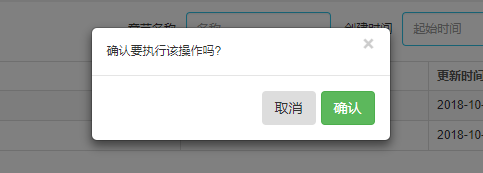 章节名称 名称 创建时间 起始时间
确认要执行该操作吗? ×
更新时间
2018-10-
取消 确认
2018-10-